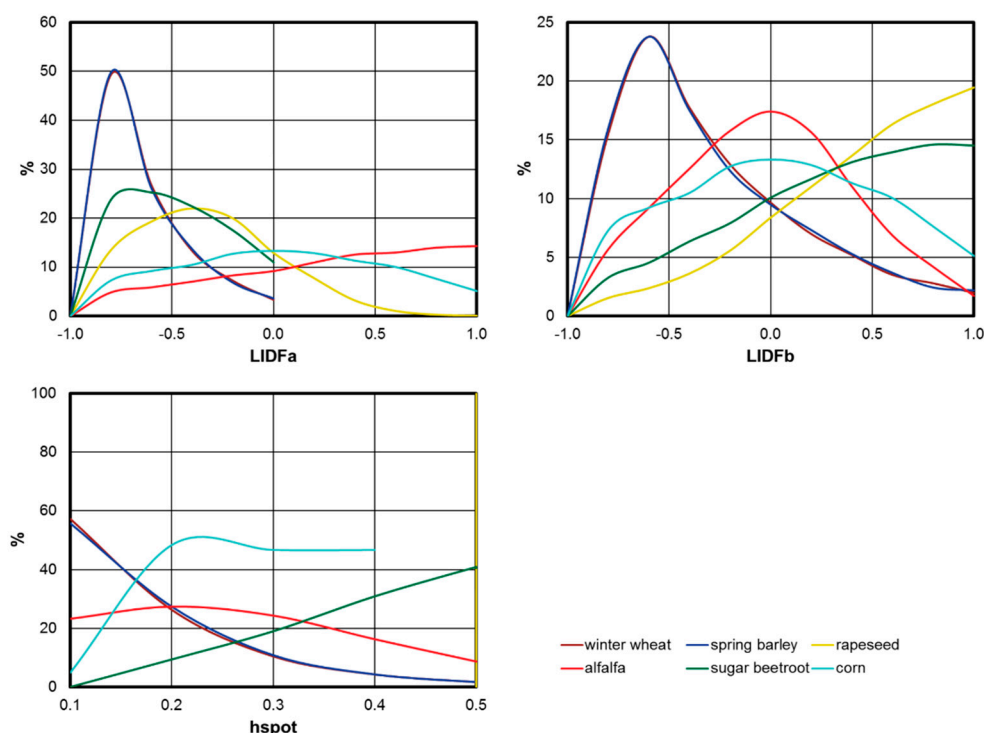 60
50
40
30
20
10
0
%
-1.0 -0.5 0.0 0.5 1.0
LIDFa
25
20
15
10
5
0
%
-1.0 -0.5 0.0 0.5 1.0
LIDFb
100
80
60
40
20
0
%
0.1 0.2 0.3 0.4 0.5
hspot
winter wheat spring barley rapeseed
alfalfa sugar beetroot corn